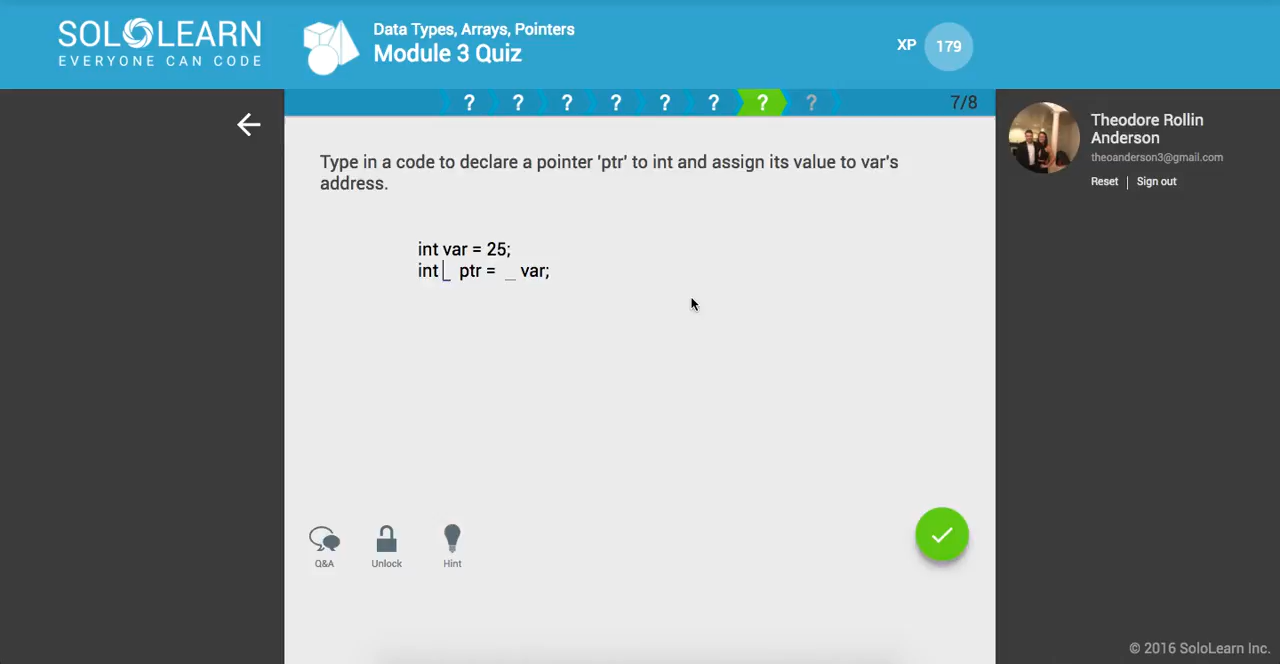 SOLOLEARN
EVERYONE CAN CODE
Data Types, Arrays, Pointers
Module 3 Quiz
XP 179
? ? ? ? ? ? ? ? 7/8
Theodore Rollin
Anderson
theoanderson3@gmail.com
Reset | Sign out
Type in a code to declare a pointer 'ptr' to int and assign its value to var's
address.
int var = 25;
int _ ptr = _ var;
Q&A Unlock Hint
© 2016 SoloLearn Inc.